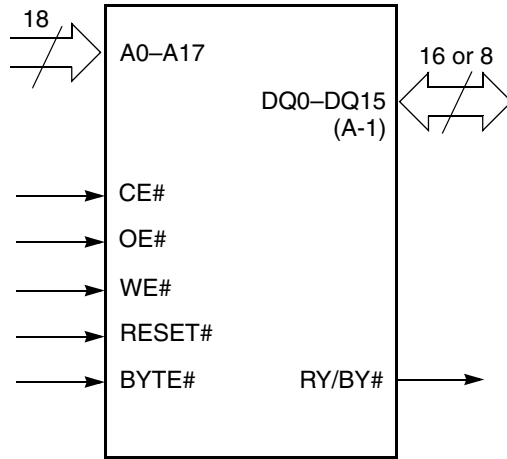 18
A0–A17
16 or 8
DQ0–DQ15
(A-1)
CE#
OE#
WE#
RESET#
BYTE#
RY/BY#